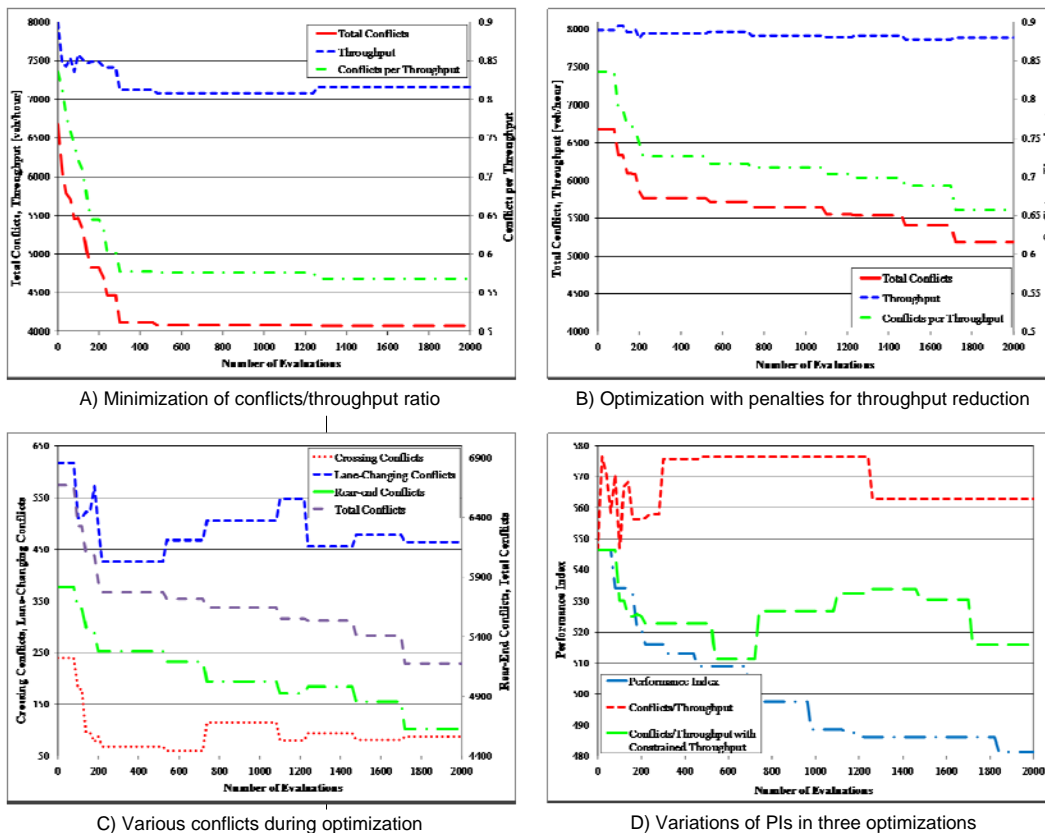 8000
7500
7000
6500
6000
5500
5000
4500
4000
Total Conflicts, Throughput [veh/hour]
Total Conflicts
Throughput
Conflicts per Throughput
0.9
0.85
0.8
0.75
0.7
0.65
0.6
0.55
0.5
Conflicts per Throughput
0 200 400 600 800 1000 1200 1400 1600 1800 2000
Number of Evaluations
A) Minimization of conflicts/throughput ratio
8000
7500
7000
6500
6000
5500
5000
4500
4000
Total Conflicts, Throughput [veh/hour]
Total Conflicts
Throughput
Conflicts per Throughput
0.9
0.85
0.8
0.75
0.7
0.65
0.6
0.55
0.5
0 200 400 600 800 1000 1200 1400 1600 1800 2000
Number of Evaluations
B) Optimization with penalties for throughput reduction
650
550
450
350
250
150
50
Crossing Conflicts, Lane-Changing Conflicts
Crossing Conflicts
Lane-Changing Conflicts
Rear-end Conflicts
Total Conflicts
6900
6400
5900
5400
4900
4400
Rear-End Conflicts, Total Conflicts
0 200 400 600 800 1000 1200 1400 1600 1800 2000
Number of Evaluations
C) Various conflicts during optimization
580
570
560
550
540
530
520
510
500
490
480
Performance Index
Performance Index
Conflicts/Throughput
Conflicts/Throughput with
Constrained Throughput
0 200 400 600 800 1000 1200 1400 1600 1800 2000
Number of Evaluations
D) Variations of PIs in three optimizations